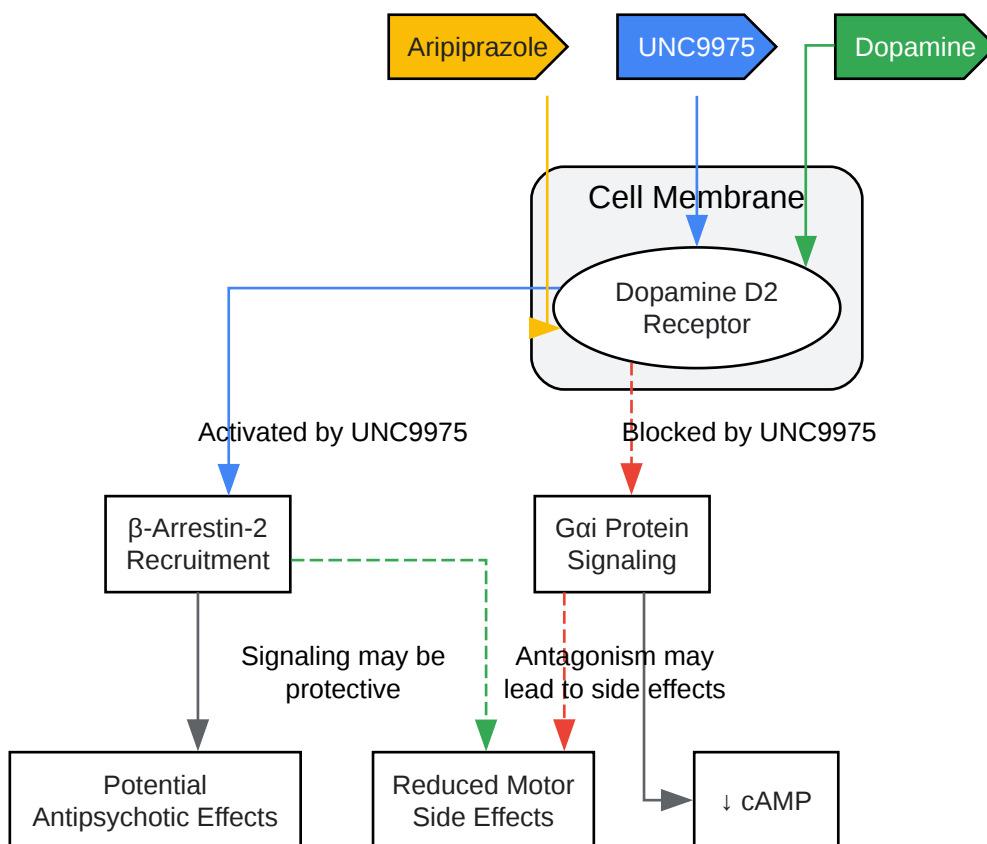 Aripiprazole
UNC9975
Dopamine
Cell Membrane
Dopamine D2
Receptor
Activated by UNC9975
Blocked by UNC9975
β-Arrestin-2
Recruitment
Gαi Protein
Signaling
Signaling may be
protective
Antagonism may
lead to side effects
Potential
Antipsychotic Effects
Reduced Motor
Side Effects
↓ cAMP